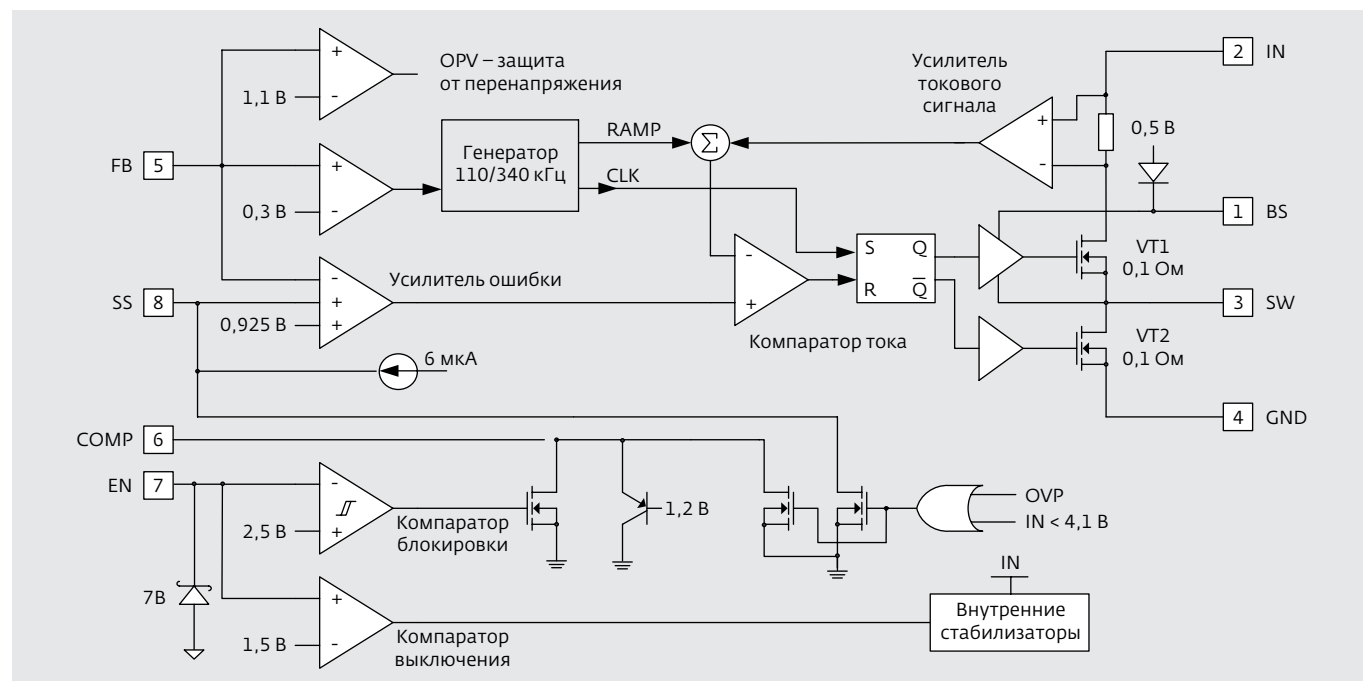 OPV – защита
от перенапряжения
+
1,1 В
-
FB
5
+
0,3 В
-
Генератор
110/340 кГц
RAMP
CLK
Σ
Усилитель
токового
сигнала
+
-
2
IN
0,5 В
1
BS
VT1
0,1 Ом
SS
8
-
+
0,925 В
+
Усилитель ошибки
-
+
Компаратор тока
S
Q
R
Q̅
3
SW
VT2
0,1 Ом
6 мкА
4
GND
COMP
6
EN
7
-
2,5 В
+
Компаратор
блокировки
1,2 В
OVP
IN < 4,1 В
7В
+
1,5 В
-
Компаратор
выключения
IN
Внутренние
стабилизаторы